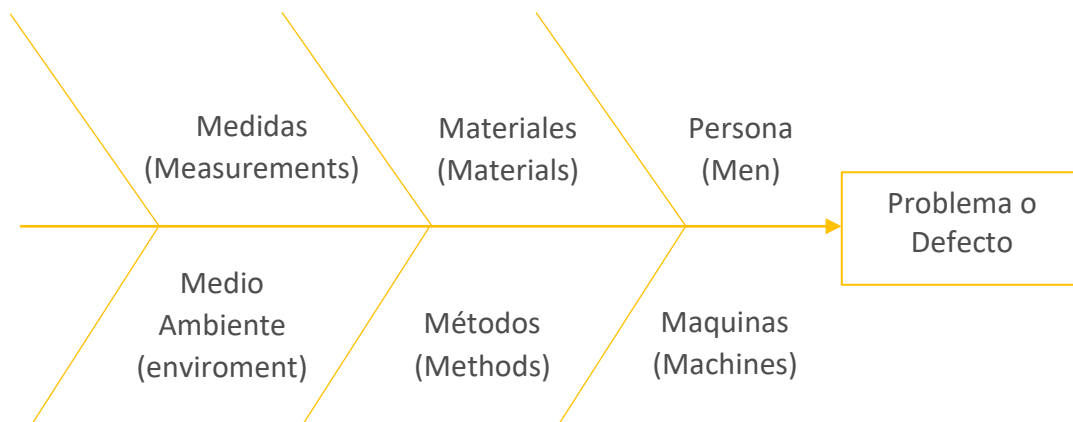 Medidas
(Measurements)
Materiales
(Materials)
Persona
(Men)
Problema o
Defecto
Medio
Ambiente
(enviroment)
Métodos
(Methods)
Maquinas
(Machines)